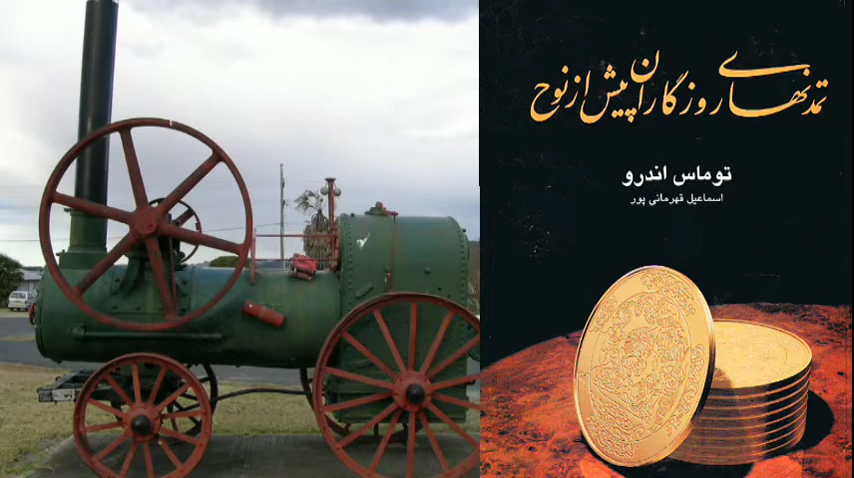 تمدنهای روزگاران پیش از نوح
توماس اندرو
اسماعیل قهرمانی پور